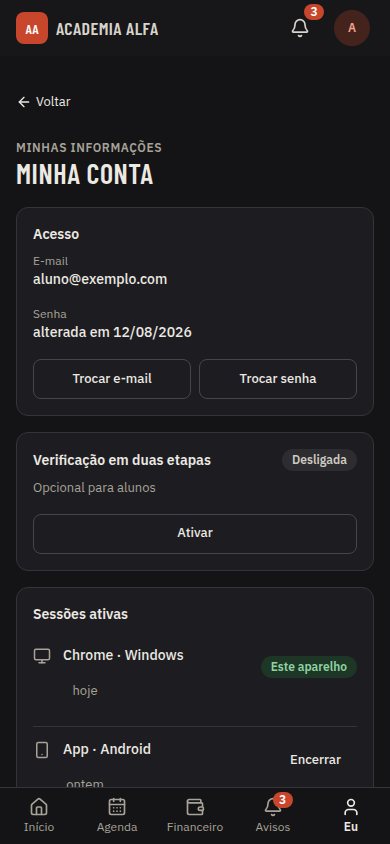 AA ACADEMIA ALFA 3 A
← Voltar
MINHAS INFORMAÇÕES
MINHA CONTA
Acesso
E-mail
aluno@exemplo.com
Senha
alterada em 12/08/2026
Trocar e-mail Trocar senha
Verificação em duas etapas Desligada
Opcional para alunos
Ativar
Sessões ativas
Chrome · Windows Este aparelho
hoje
App · Android Encerrar
ontem
3
Início Agenda Financeiro Avisos Eu